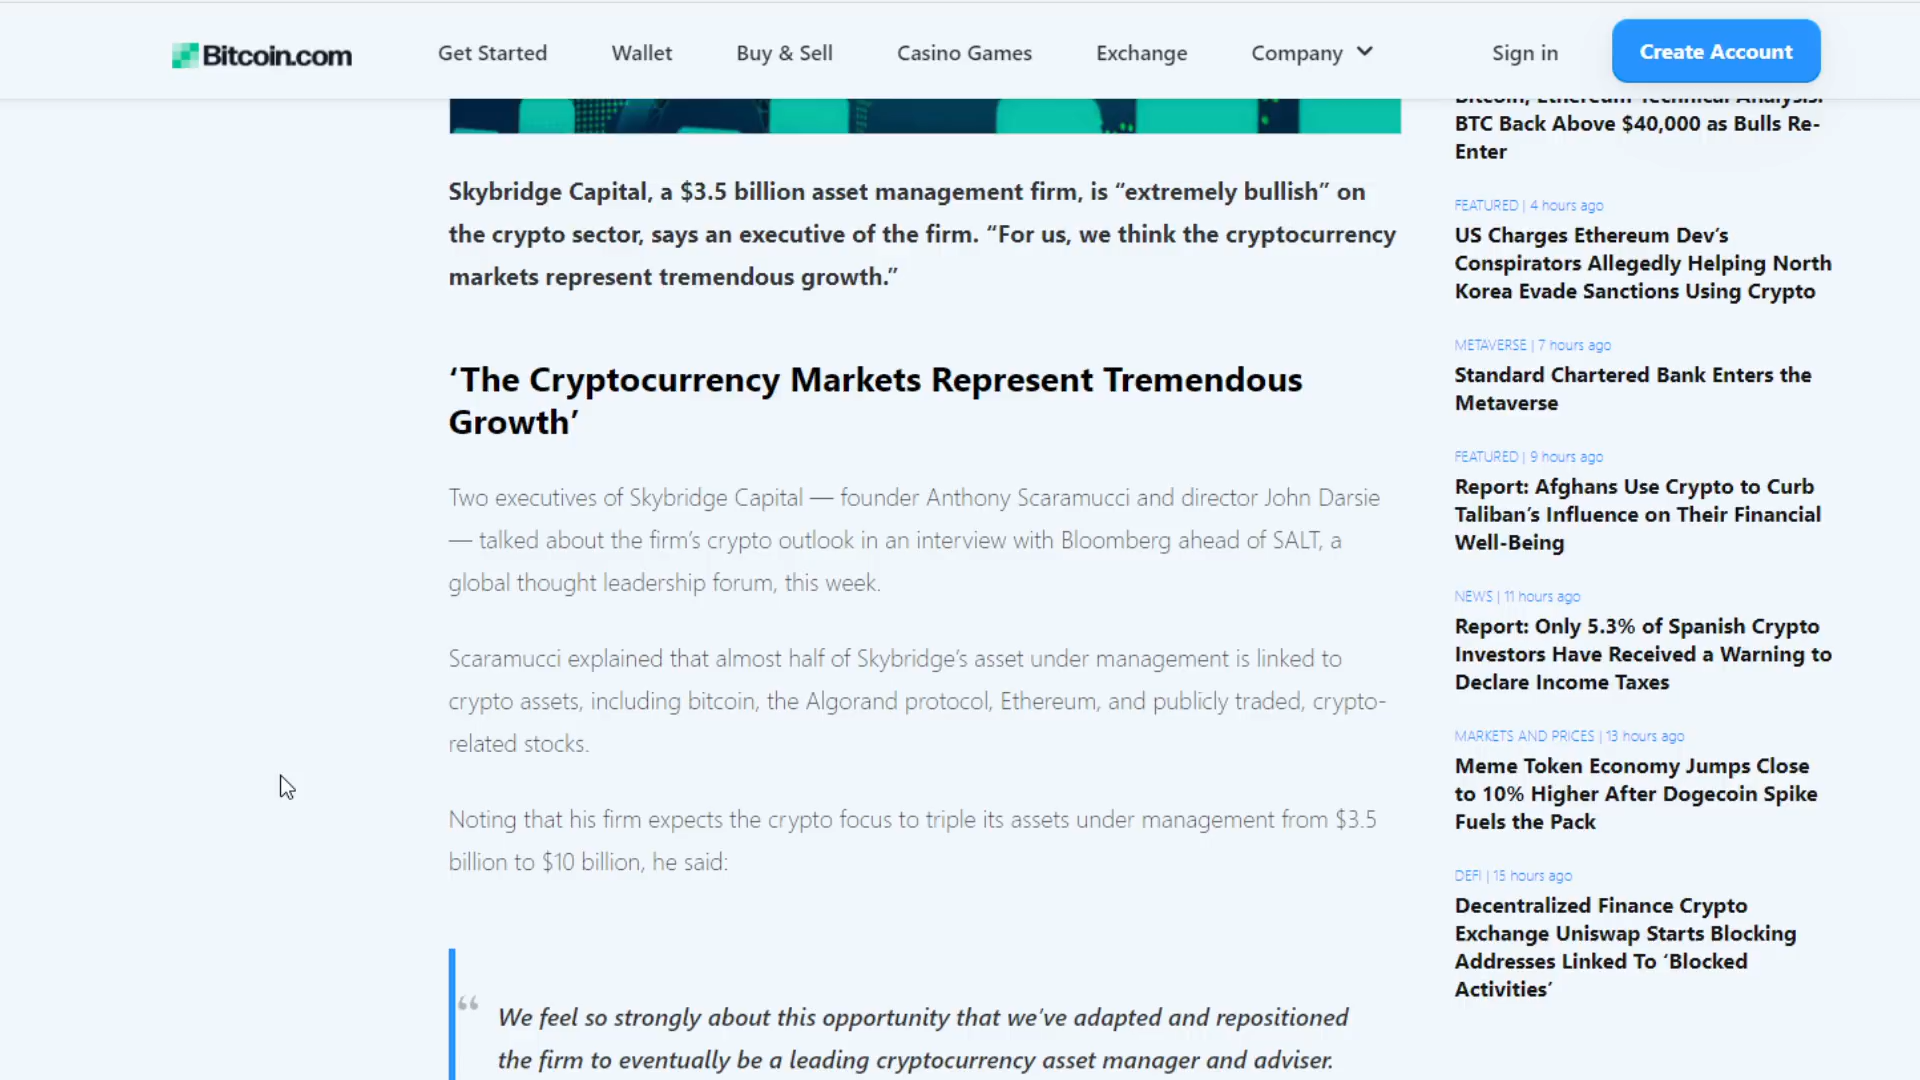 Bitcoin.com
Get Started
Wallet
Buy & Sell
Casino Games
Exchange
Company
Sign in
Create Account
Skybridge Capital, a $3.5 billion asset management firm, is “extremely bullish” on
the crypto sector, says an executive of the firm. “For us, we think the cryptocurrency
markets represent tremendous growth.”
‘The Cryptocurrency Markets Represent Tremendous
Growth’
Two executives of Skybridge Capital — founder Anthony Scaramucci and director John Darsie
— talked about the firm’s crypto outlook in an interview with Bloomberg ahead of SALT, a
global thought leadership forum, this week.
Scaramucci explained that almost half of Skybridge’s asset under management is linked to
crypto assets, including bitcoin, the Algorand protocol, Ethereum, and publicly traded, crypto-
related stocks.
Noting that his firm expects the crypto focus to triple its assets under management from $3.5
billion to $10 billion, he said:
“
We feel so strongly about this opportunity that we’ve adapted and repositioned
the firm to eventually be a leading cryptocurrency asset manager and adviser.
Bitcoin, Ethereum Technical Analysis:
BTC Back Above $40,000 as Bulls Re-
Enter
FEATURED | 4 hours ago
US Charges Ethereum Dev’s
Conspirators Allegedly Helping North
Korea Evade Sanctions Using Crypto
METAVERSE | 7 hours ago
Standard Chartered Bank Enters the
Metaverse
FEATURED | 9 hours ago
Report: Afghans Use Crypto to Curb
Taliban’s Influence on Their Financial
Well-Being
NEWS | 11 hours ago
Report: Only 5.3% of Spanish Crypto
Investors Have Received a Warning to
Declare Income Taxes
MARKETS AND PRICES | 13 hours ago
Meme Token Economy Jumps Close
to 10% Higher After Dogecoin Spike
Fuels the Pack
DEFI | 15 hours ago
Decentralized Finance Crypto
Exchange Uniswap Starts Blocking
Addresses Linked To ‘Blocked
Activities’